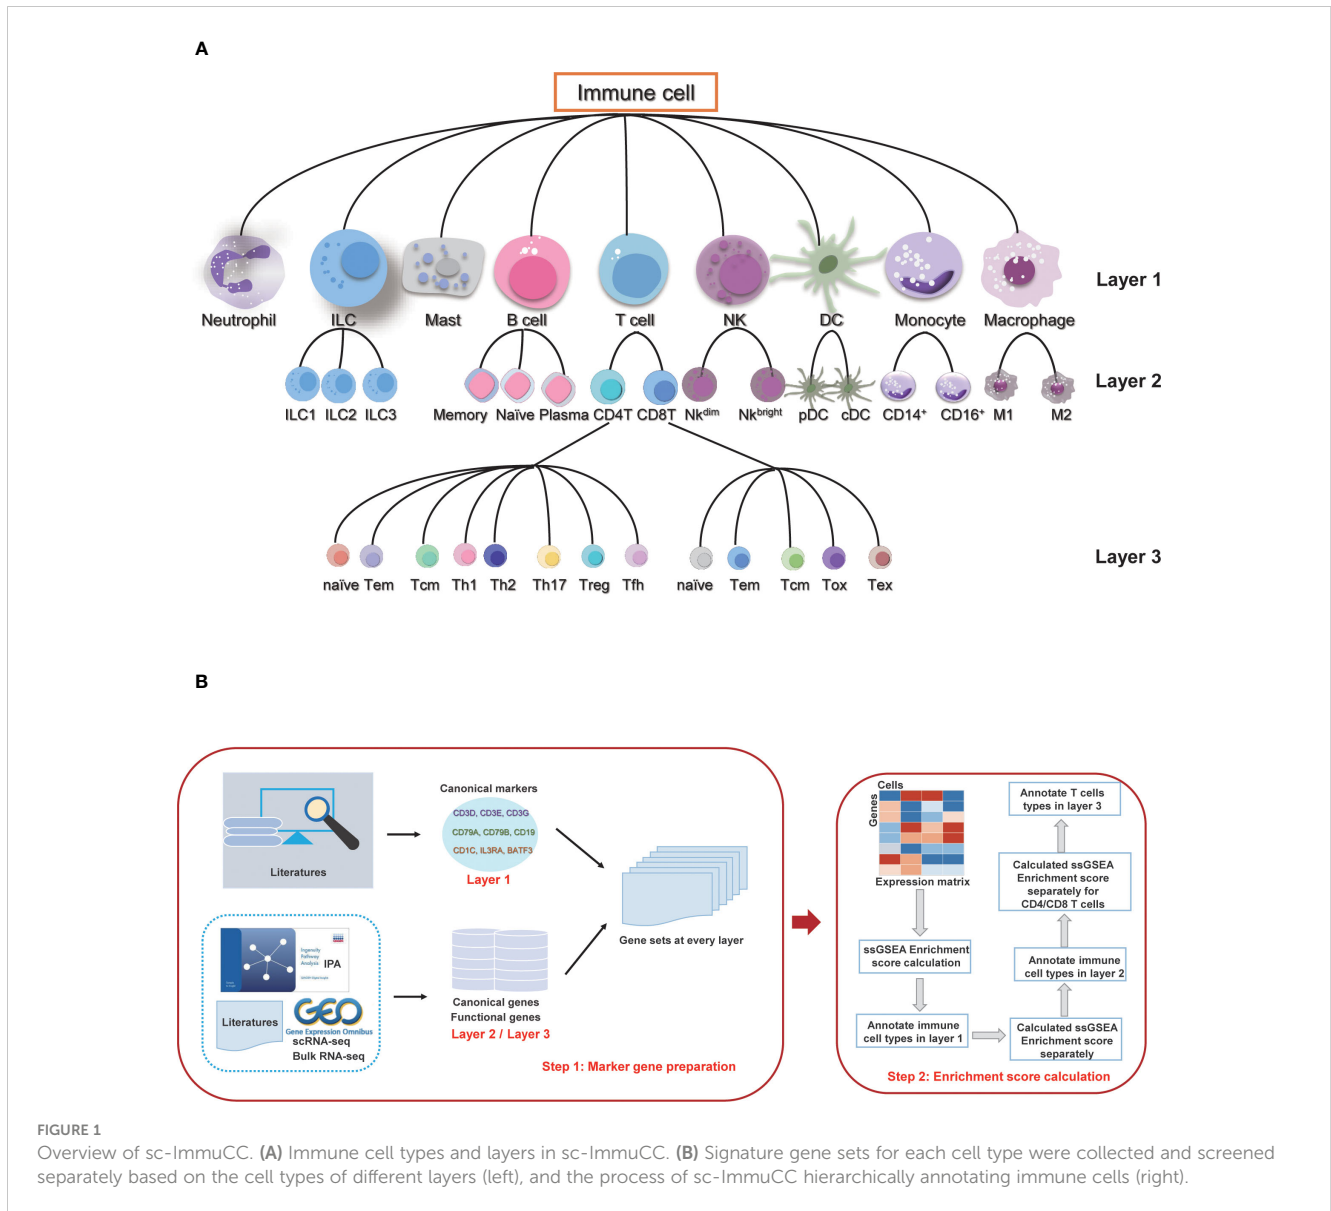 A
Immune cell
Layer 1
Neutrophil ILC Mast B cell T cell NK DC Monocyte Macrophage
Layer 2
ILC1 ILC2 ILC3 Memory Naïve Plasma CD4T CD8T Nkdim Nkbright pDC cDC CD14+ CD16+ M1 M2
Layer 3
naïve Tem Tcm Th1 Th2 Th17 Treg Tfh naïve Tem Tcm Tox Tex
B
Literatures
Canonical markers
CD3D, CD3E, CD3G
CD79A, CD79B, CD19
CD1C, IL3RA, BATF3
Layer 1
Ingenuity
Pathway
Analysis
IPA
Literatures
GEO
Gene Expression Omnibus
scRNA-seq
Bulk RNA-seq
Canonical genes
Functional genes
Layer 2 / Layer 3
Gene sets at every layer
Step 1: Marker gene preparation
Cells
Genes
Expression matrix
ssGSEA Enrichment
score calculation
Annotate immune
cell types in layer 1
Calculated ssGSEA
Enrichment score
separately
Annotate immune
cell types in layer 2
Calculated ssGSEA
Enrichment score
separately for
CD4/CD8 T cells
Annotate T cells
types in layer 3
Step 2: Enrichment score calculation
FIGURE 1
Overview of sc-ImmuCC. (A) Immune cell types and layers in sc-ImmuCC. (B) Signature gene sets for each cell type were collected and screened
separately based on the cell types of different layers (left), and the process of sc-ImmuCC hierarchically annotating immune cells (right).